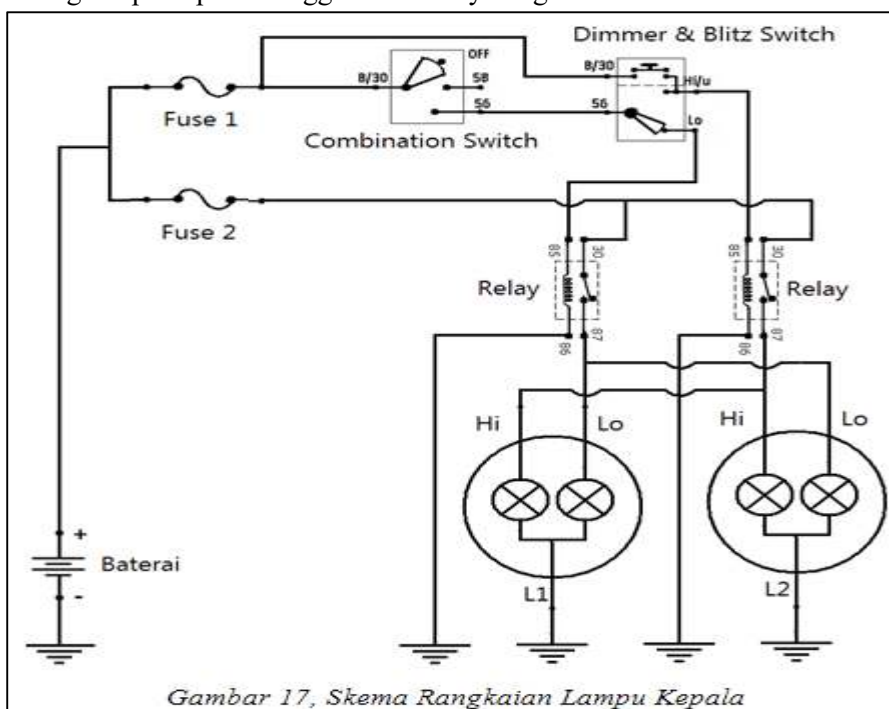 Dimmer & Blitz Switch
OFF
8/30
58
56
Combination Switch
8/30
Hi/u
56
Lo
Fuse 1
Fuse 2
85
30
Relay
86
87
85
30
Relay
86
87
Hi
Lo
Hi
Lo
+
Baterai
-
L1
L2
Gambar 17, Skema Rangkaian Lampu Kepala